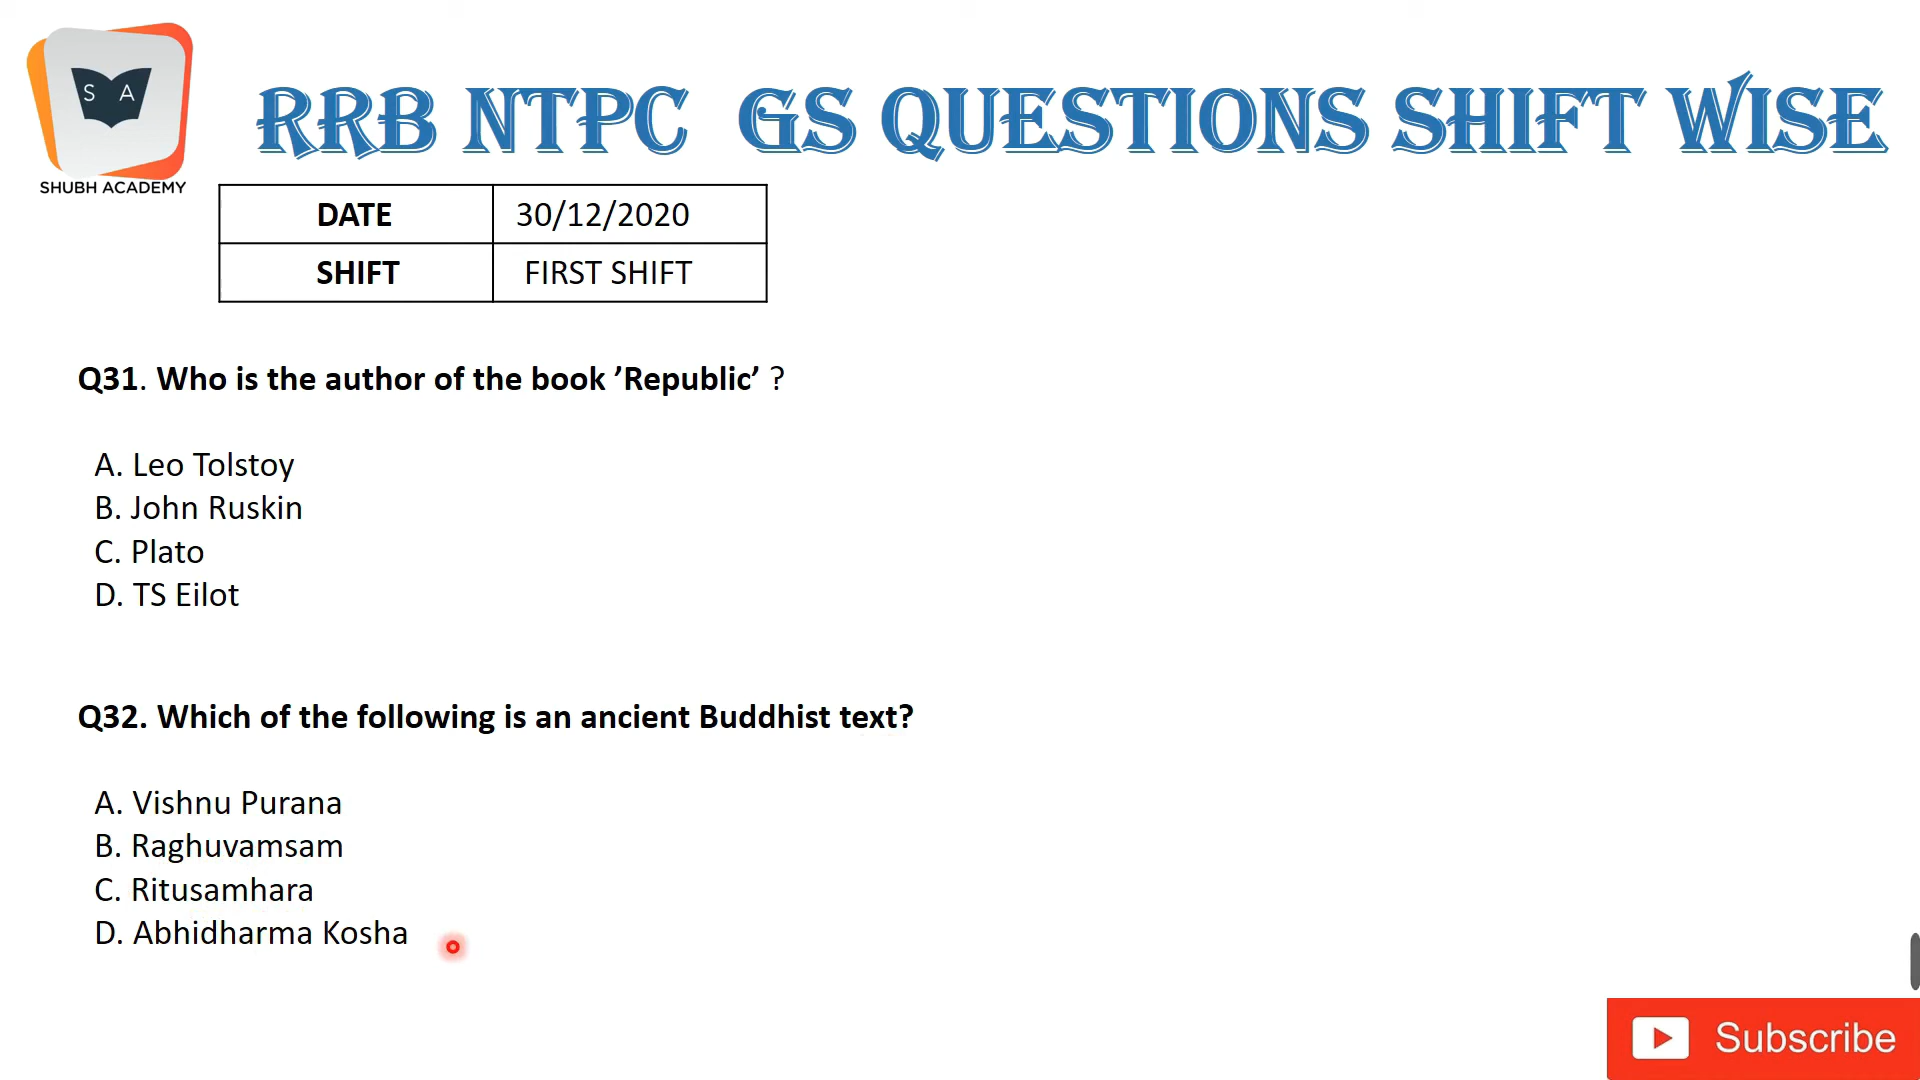 S A
SHUBH ACADEMY
RRB NTPC GS QUESTIONS SHIFT WISE
DATE 30/12/2020
SHIFT FIRST SHIFT
Q31. Who is the author of the book ’Republic’ ?
A. Leo Tolstoy
B. John Ruskin
C. Plato
D. TS Eilot
Q32. Which of the following is an ancient Buddhist text?
A. Vishnu Purana
B. Raghuvamsam
C. Ritusamhara
D. Abhidharma Kosha
Subscribe